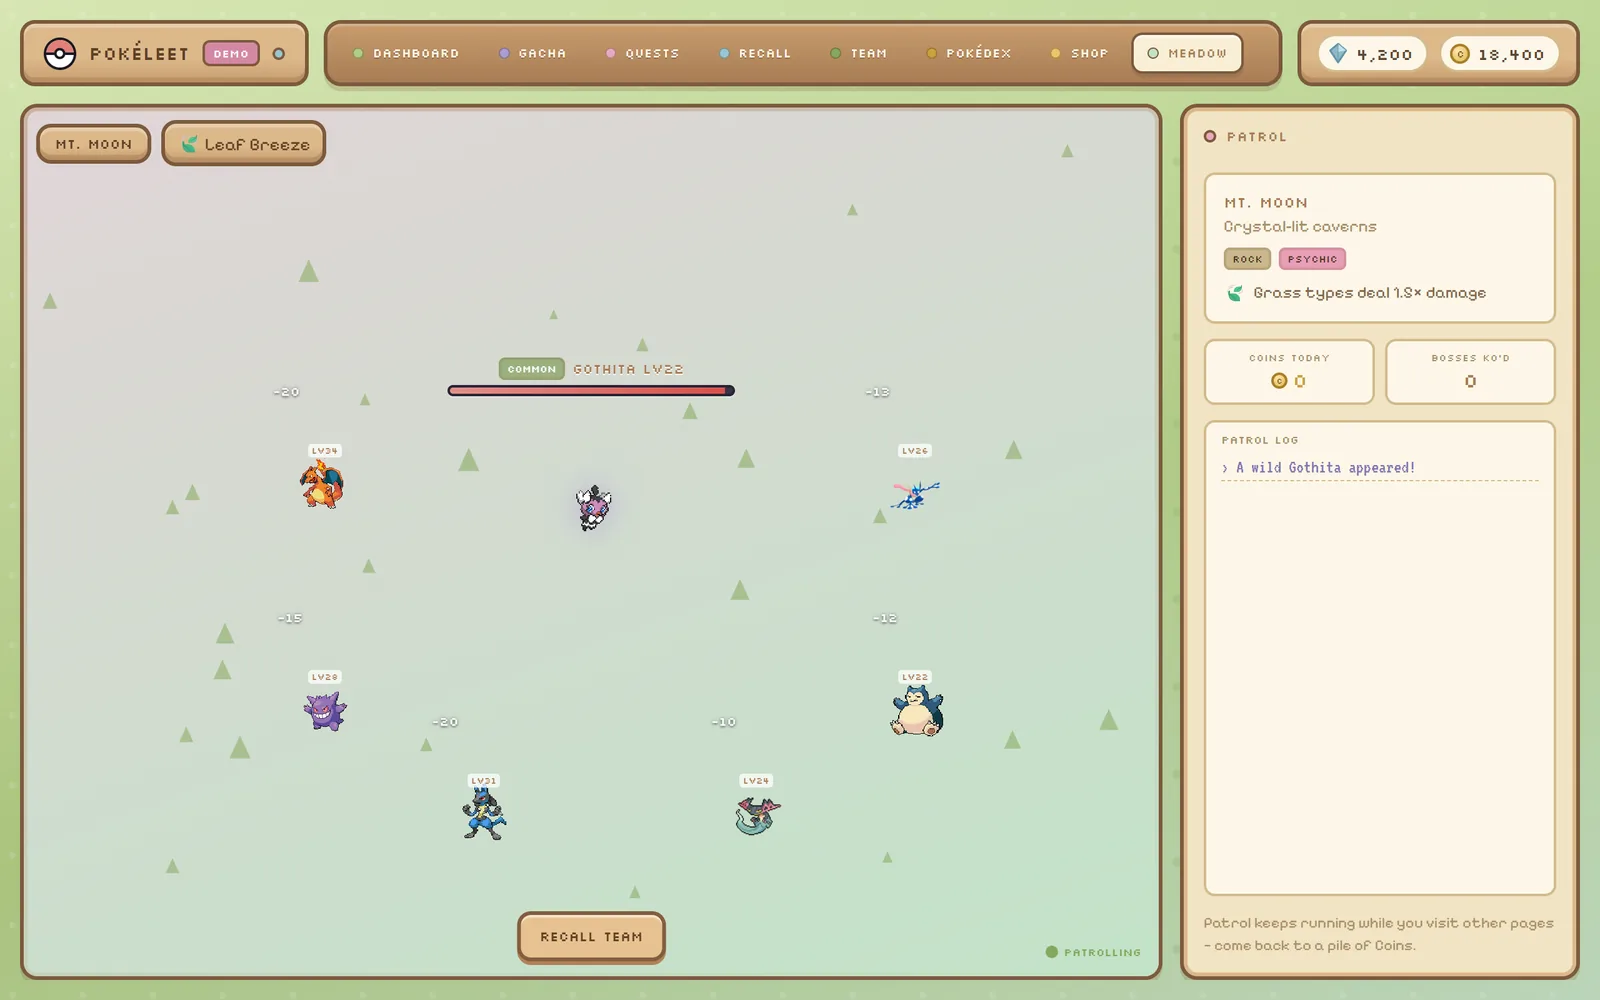 POKÉLEET DEMO
DASHBOARD GACHA QUESTS RECALL TEAM POKÉDEX SHOP MEADOW
4,200 C 18,400
MT. MOON
Leaf Breeze
COMMON GOTHITA LV22
-20
-13
LV34
LV26
-15
-12
LV28
LV22
-20
-10
LV31
LV24
RECALL TEAM
PATROLLING
PATROL
MT. MOON
Crystal-lit caverns
ROCK PSYCHIC
Grass types deal 1.8× damage
COINS TODAY
C 0
BOSSES KO'D
0
PATROL LOG
› A wild Gothita appeared!
Patrol keeps running while you visit other pages
- come back to a pile of Coins.